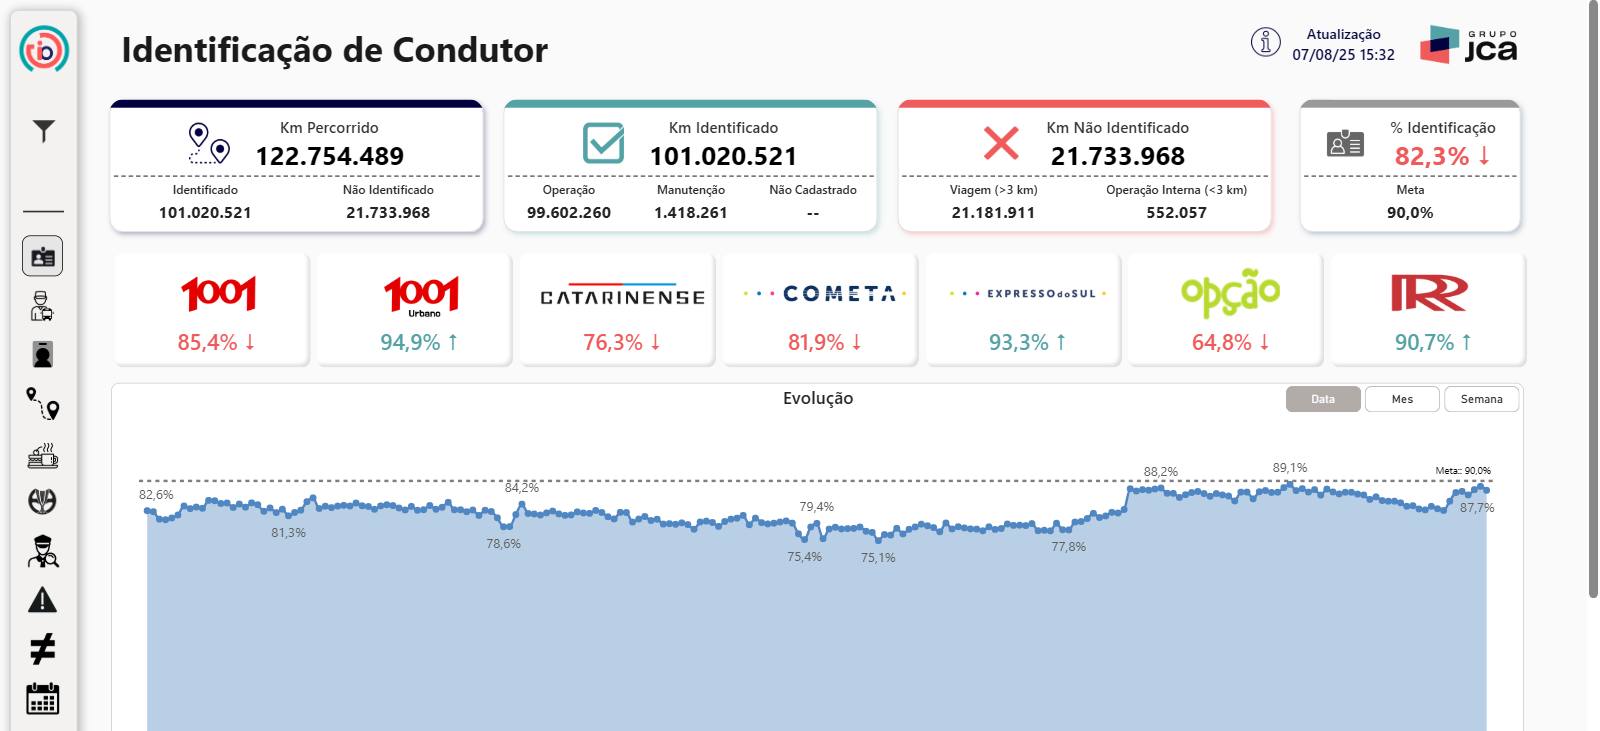 Identificação de Condutor
Atualização
07/08/25 15:32
GRUPO
jca
Km Percorrido
122.754.489
Identificado
Não Identificado
101.020.521
21.733.968
Km Identificado
101.020.521
Operação
Manutenção
Não Cadastrado
99.602.260
1.418.261
--
Km Não Identificado
21.733.968
Viagem (>3 km)
Operação Interna (<3 km)
21.181.911
552.057
% Identificação
82,3% ↓
Meta
90,0%
1001
85,4% ↓
1001
Urbano
94,9% ↑
CATARINENSE
76,3% ↓
COMETA
81,9% ↓
EXPRESSO do SUL
93,3% ↑
opção
64,8% ↓
RR
90,7% ↑
Evolução
Data
Mes
Semana
82,6%
81,3%
78,6%
84,2%
79,4%
75,4%
75,1%
77,8%
88,2%
89,1%
Meta:: 90,0%
87,7%